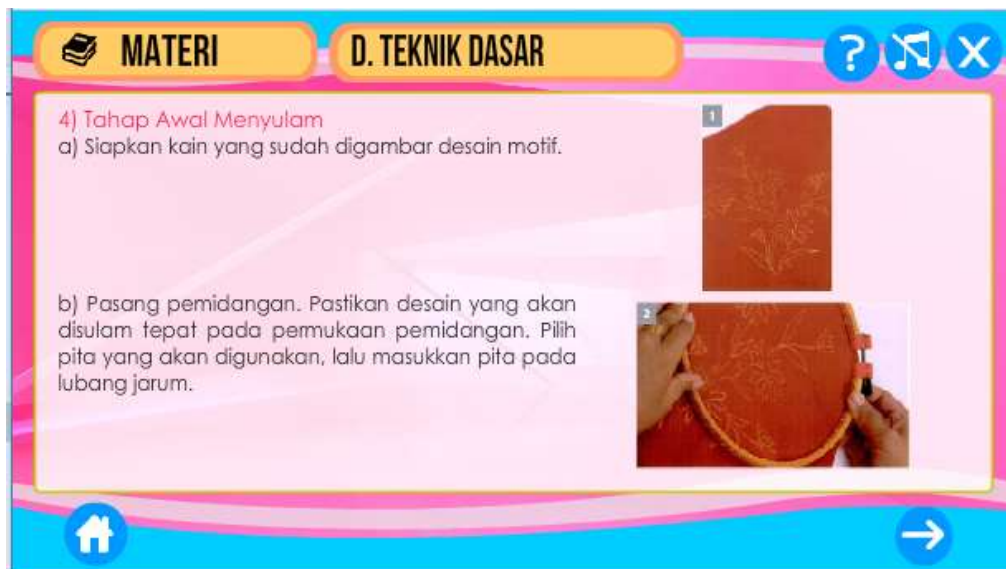 MATERI
D. TEKNIK DASAR
?
X
4) Tahap Awal Menyulam
a) Siapkan kain yang sudah digambar desain motif.
1
b) Pasang pemidangan. Pastikan desain yang akan
disulam tepat pada permukaan pemidangan. Pilih
pita yang akan digunakan, lalu masukkan pita pada
lubang jarum.
2